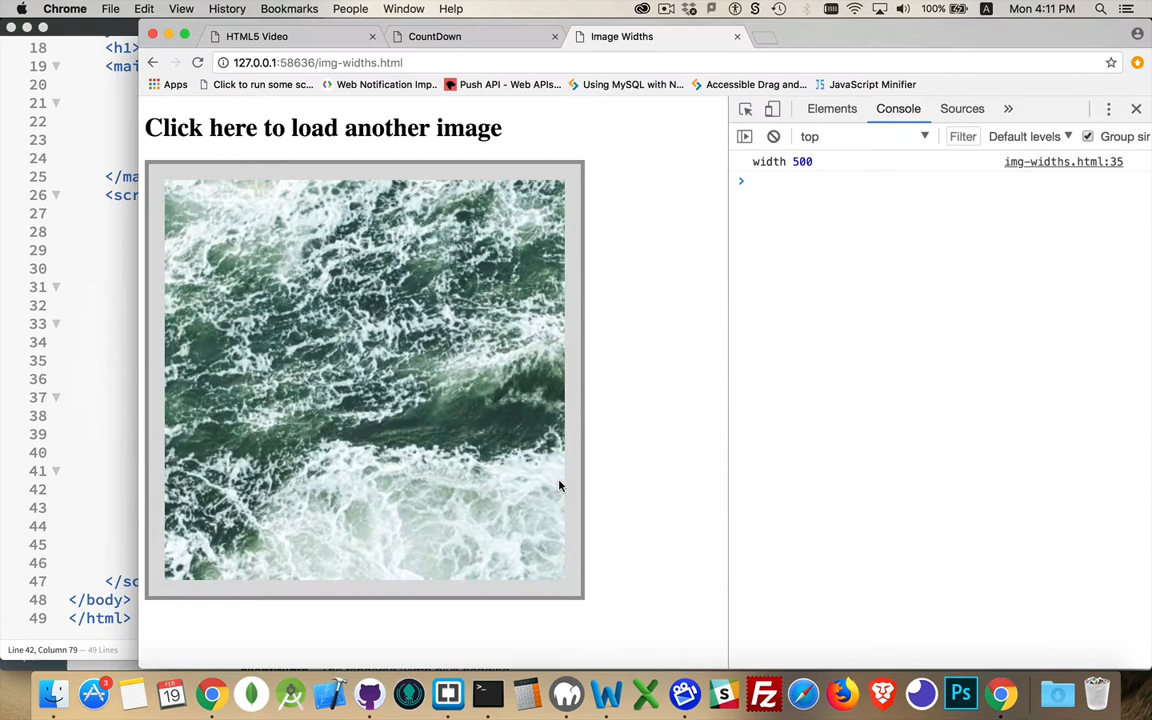 Chrome File Edit View History Bookmarks People Window Help 100% A Mon 4:11 PM
HTML5 Video CountDown Image Widths
127.0.0.1:58636/img-widths.html
Apps Click to run some sc... Web Notification Imp.. Push API - Web APIs... Using MySQL with N... Accessible Drag and... JavaScript Minifier
Elements Console Sources »
top Filter Default levels Group sir
width 500 img-widths.html:35
Click here to load another image
18 <h1>
19 <ma
20
21
22
23
24
25 </ma
26 <scr
27
28
29
30
31
32
33
34
35
36
37
38
39
40
41
42
43
44
45
46
47 </sc
48 </body>
49 </html>
Line 42, Column 79 — 49 Lines
3
FEB
19
Ps